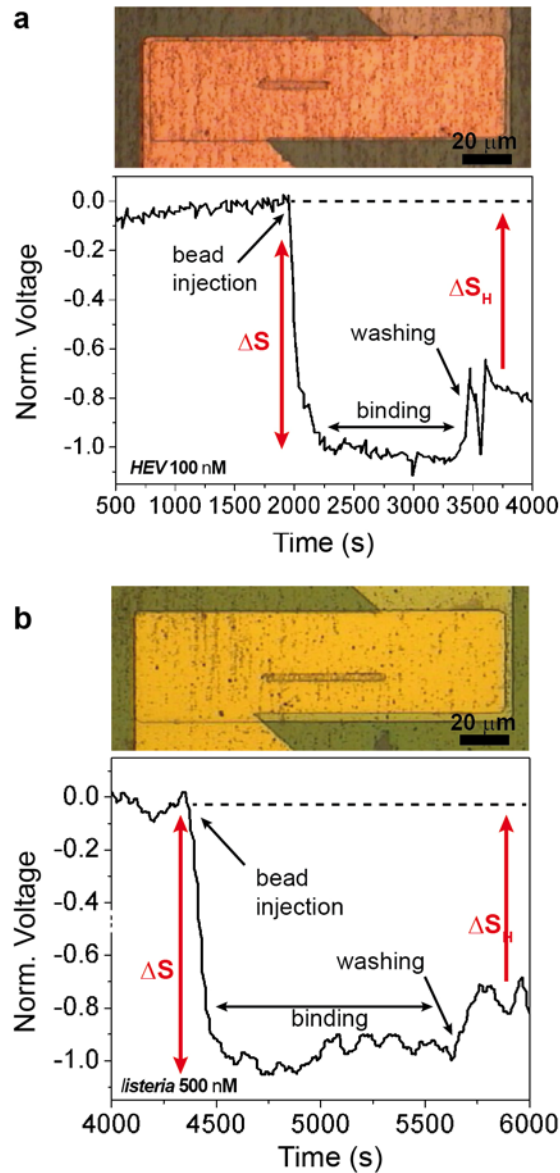 a
20 µm
0.0
-0.2
-0.4
-0.6
-0.8
-1.0
Norm. Voltage
bead
injection
ΔS
ΔS_H
washing
binding
HEV 100 nM
500 1000 1500 2000 2500 3000 3500 4000
Time (s)
b
20 µm
0.0
-0.2
-0.4
-0.6
-0.8
-1.0
Norm. Voltage
bead
injection
ΔS
ΔS_H
washing
binding
listeria 500 nM
4000 4500 5000 5500 6000
Time (s)